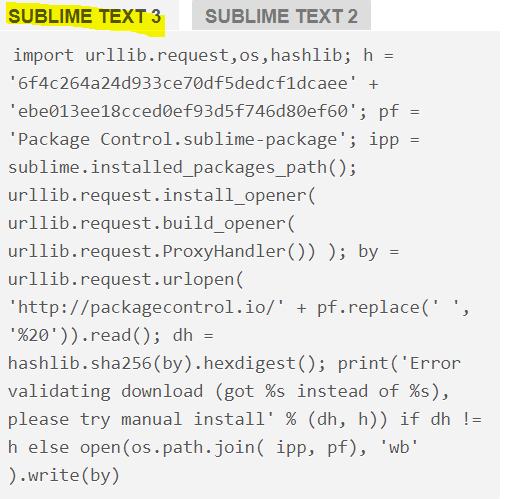 SUBLIME TEXT 3 SUBLIME TEXT 2
import urllib.request,os,hashlib; h =
'6f4c264a24d933ce70df5dedcf1dcaee' +
'ebe013ee18cced0ef93d5f746d80ef60'; pf =
'Package Control.sublime-package'; ipp =
sublime.installed_packages_path();
urllib.request.install_opener(
urllib.request.build_opener(
urllib.request.ProxyHandler()) ); by =
urllib.request.urlopen(
'http://packagecontrol.io/' + pf.replace(' ',
'%20')).read(); dh =
hashlib.sha256(by).hexdigest(); print('Error
validating download (got %s instead of %s),
please try manual install' % (dh, h)) if dh !=
h else open(os.path.join( ipp, pf), 'wb'
).write(by)